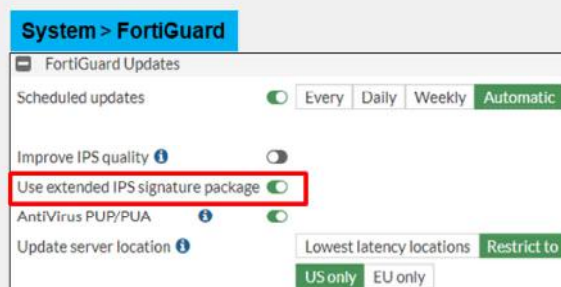 System > FortiGuard
FortiGuard Updates
Scheduled updates Every Daily Weekly Automatic
Improve IPS quality
Use extended IPS signature package
AntiVirus PUP/PUA
Update server location Lowest latency locations Restrict to
US only EU only